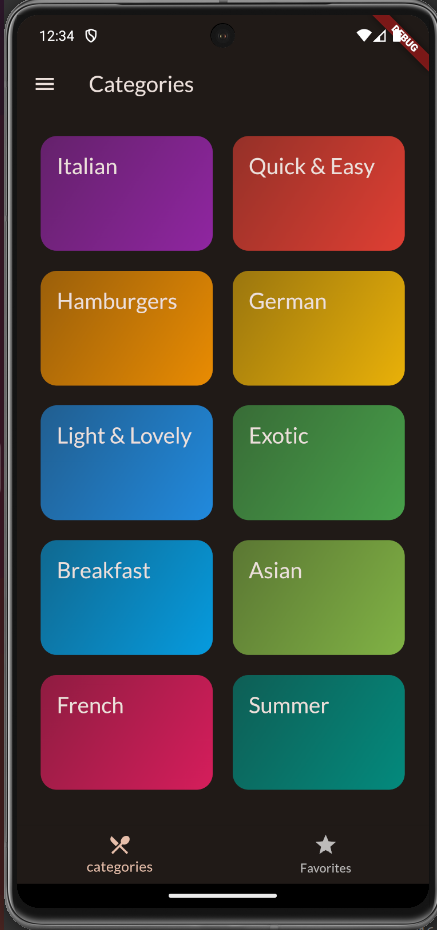 12:34
DEBUG
Categories
Italian
Quick & Easy
Hamburgers
German
Light & Lovely
Exotic
Breakfast
Asian
French
Summer
categories
Favorites